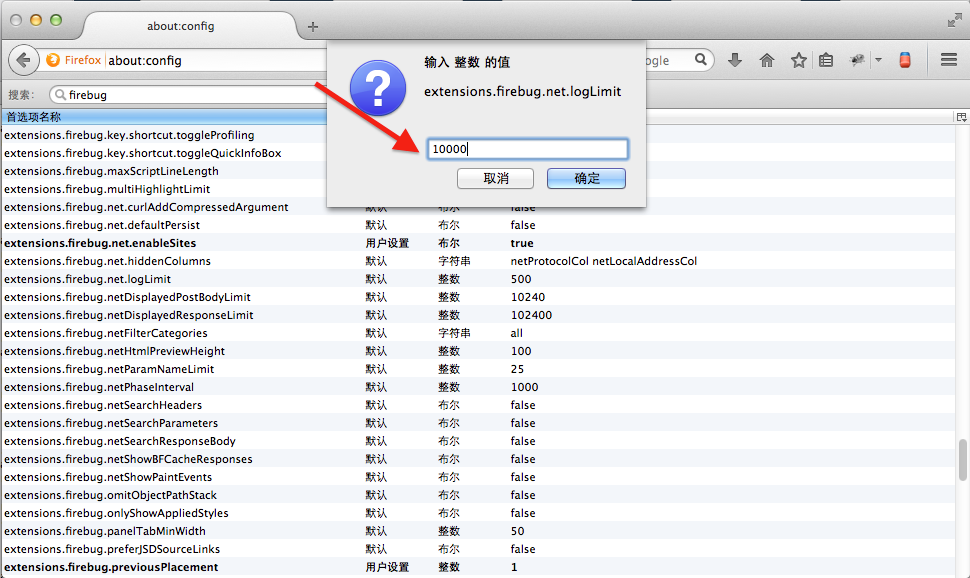 about:config
Firefox about:config
ogle
搜索: firebug
首选项名称
输入 整数 的值
extensions.firebug.net.logLimit
10000
取消 确定
extensions.firebug.key.shortcut.toggleProfiling
extensions.firebug.key.shortcut.toggleQuickInfoBox
extensions.firebug.maxScriptLineLength
extensions.firebug.multiHighlightLimit
extensions.firebug.net.curlAddCompressedArgument 默认 布尔 false
extensions.firebug.net.defaultPersist 默认 布尔 false
extensions.firebug.net.enableSites 用户设置 布尔 true
extensions.firebug.net.hiddenColumns 默认 字符串 netProtocolCol netLocalAddressCol
extensions.firebug.net.logLimit 默认 整数 500
extensions.firebug.netDisplayedPostBodyLimit 默认 整数 10240
extensions.firebug.netDisplayedResponseLimit 默认 整数 102400
extensions.firebug.netFilterCategories 默认 字符串 all
extensions.firebug.netHtmlPreviewHeight 默认 整数 100
extensions.firebug.netParamNameLimit 默认 整数 25
extensions.firebug.netPhaseInterval 默认 整数 1000
extensions.firebug.netSearchHeaders 默认 布尔 false
extensions.firebug.netSearchParameters 默认 布尔 false
extensions.firebug.netSearchResponseBody 默认 布尔 false
extensions.firebug.netShowBFCacheResponses 默认 布尔 false
extensions.firebug.netShowPaintEvents 默认 布尔 false
extensions.firebug.omitObjectPathStack 默认 布尔 false
extensions.firebug.onlyShowAppliedStyles 默认 布尔 false
extensions.firebug.panelTabMinWidth 默认 整数 50
extensions.firebug.preferJSDSourceLinks 默认 布尔 false
extensions.firebug.previousPlacement 用户设置 整数 1